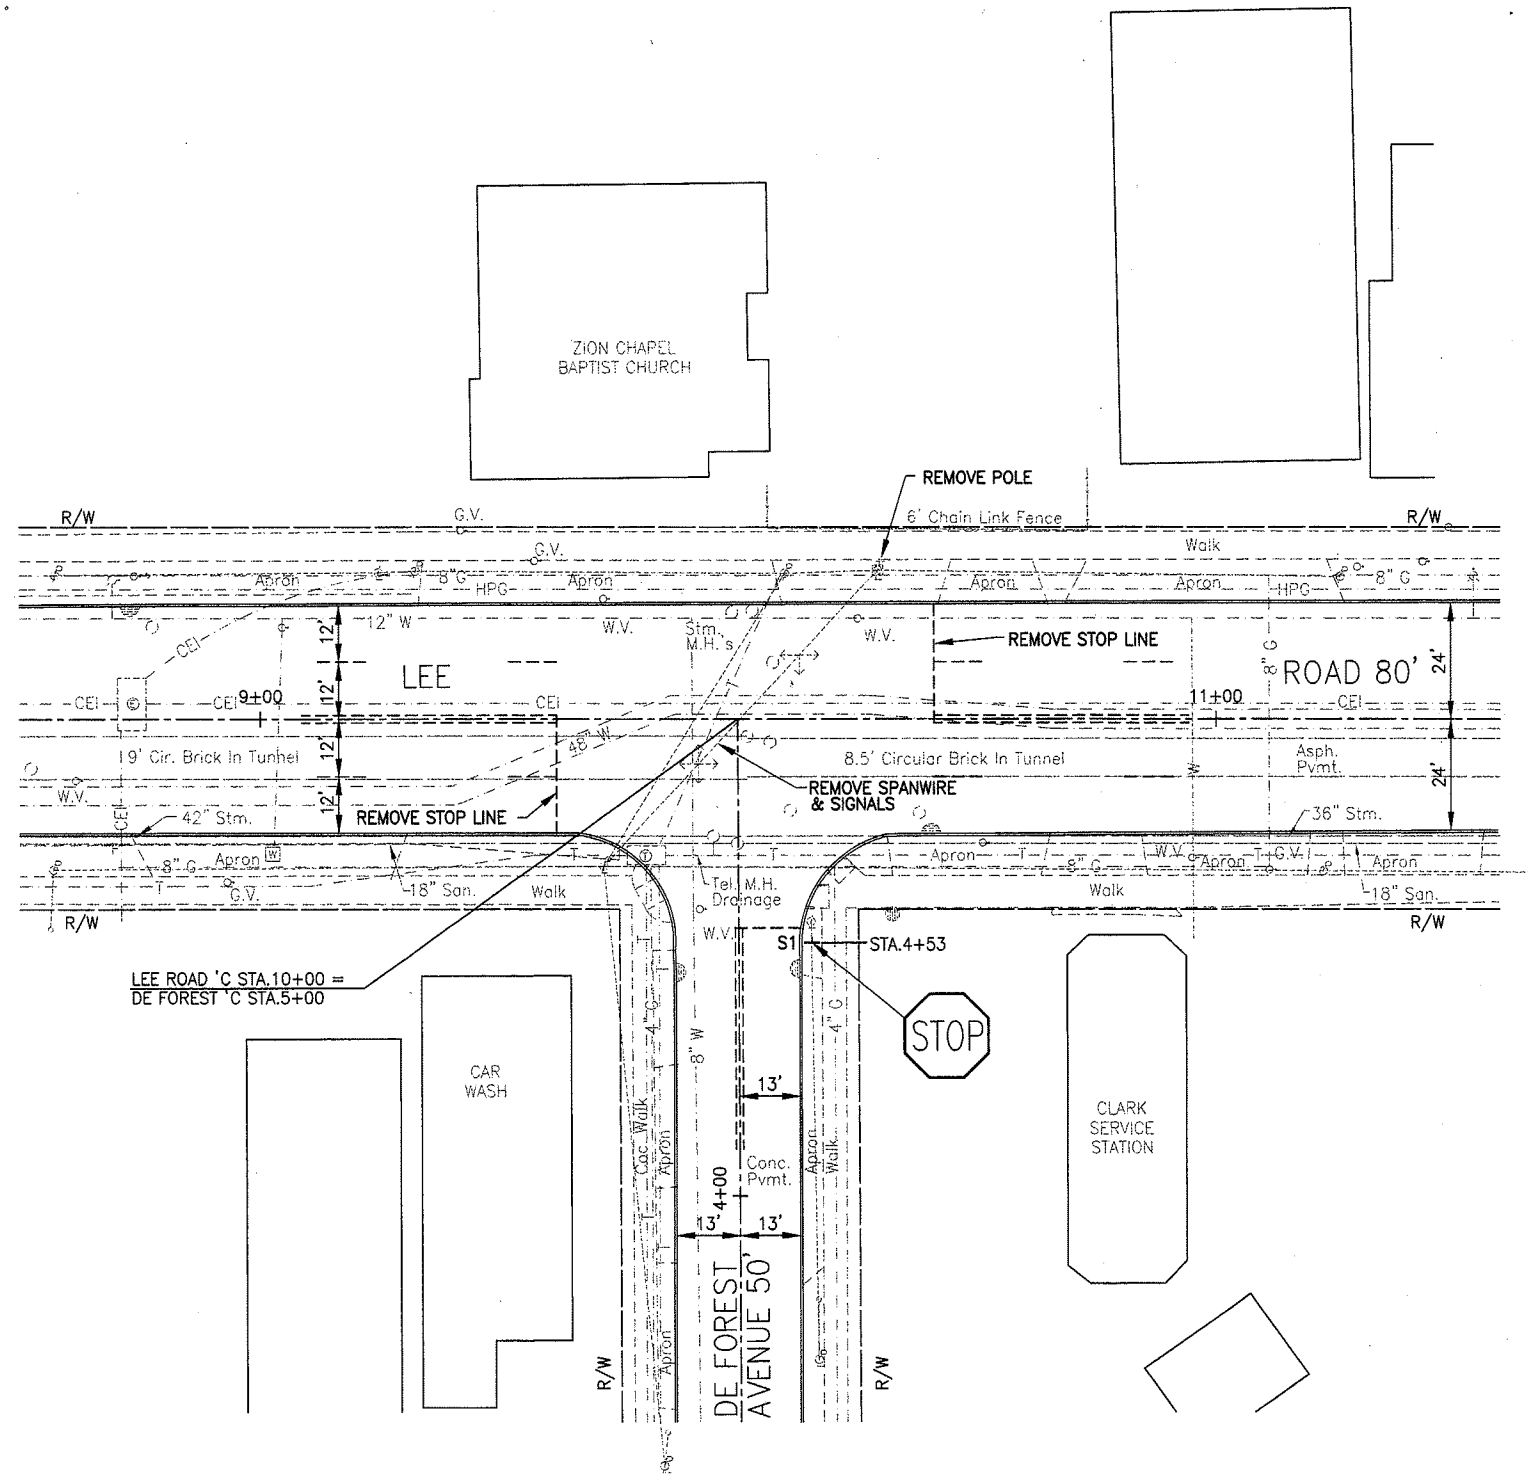 ZION CHAPEL
BAPTIST CHURCH
REMOVE POLE
R/W
G.V.
6' Chain Link Fence
R/W
G.V.
Walk
Apron
8" G
HPG
Apron
Apron
Apron
HPG
8" G
12'
12" W
W.V.
Stm.
M.H.'s
W.V.
REMOVE STOP LINE
CEI
LEE
12'
T
8" G
ROAD 80'
24'
CEI
©
CEI
9+00
CEI
11+00
CEI
9' Cir. Brick In Tunnel
12'
48" W
8.5' Circular Brick In Tunnel
W
Asph.
Pvmt.
24'
REMOVE SPANWIRE
& SIGNALS
W.V.
CEI
42" Stm.
12'
REMOVE STOP LINE
36" Stm.
8" G
Apron
W
T
T
T
Apron
T
8" G
W.V.
Apron
T
G.V.
Apron
T
G.V.
18" San.
Walk
Tel. M.H.
Drainage
Walk
18" San.
R/W
W.V.
S1
STA.4+53
R/W
LEE ROAD 'C STA.10+00 =
DE FOREST 'C STA.5+00
T
4" G
8" W
4" G
STOP
CAR
WASH
13'
CLARK
SERVICE
STATION
Walk
Apron
Conc.
Pvmt.
Apron
Walk
4+00
T
13'
13'
T
DE FOREST
AVENUE 50'
Apron
R/W
R/W